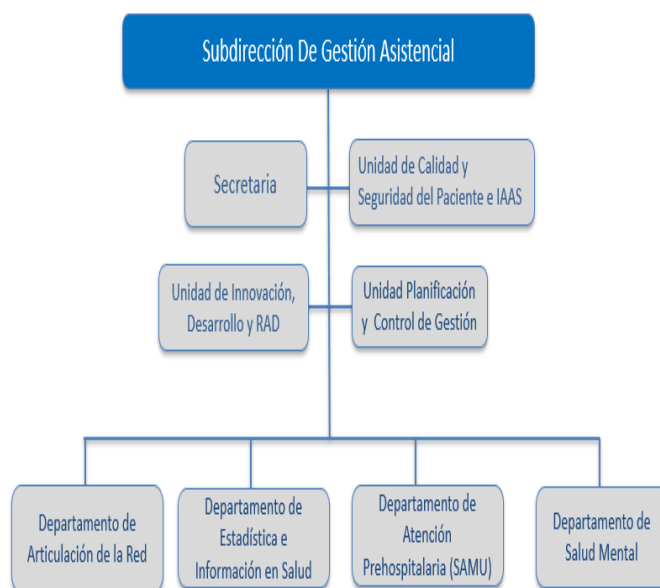 Subdirección De Gestión Asistencial
Secretaria
Unidad de Calidad y
Seguridad del Paciente e IAAS
Unidad de Innovación,
Desarrollo y RAD
Unidad Planificación
y Control de Gestión
Departamento de
Articulación de la Red
Departamento de
Estadística e
Información en Salud
Departamento de
Atención
Prehospitalaria (SAMU)
Departamento de
Salud Mental